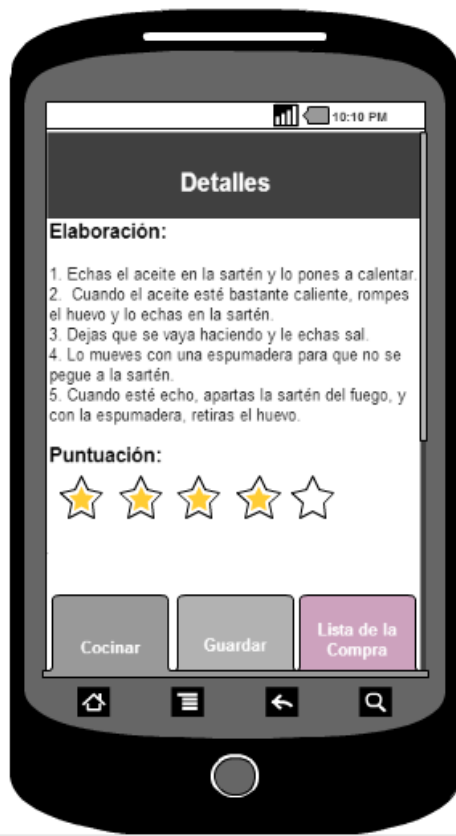 10:10 PM
Detalles
Elaboración:
1. Echas el aceite en la sartén y lo pones a calentar.
2. Cuando el aceite esté bastante caliente, rompes
el huevo y lo echas en la sartén.
3. Dejas que se vaya haciendo y le echas sal.
4. Lo mueves con una espumadera para que no se
pegue a la sartén.
5. Cuando esté echo, apartas la sartén del fuego, y
con la espumadera, retiras el huevo.
Puntuación:
Cocinar
Guardar
Lista de la
Compra